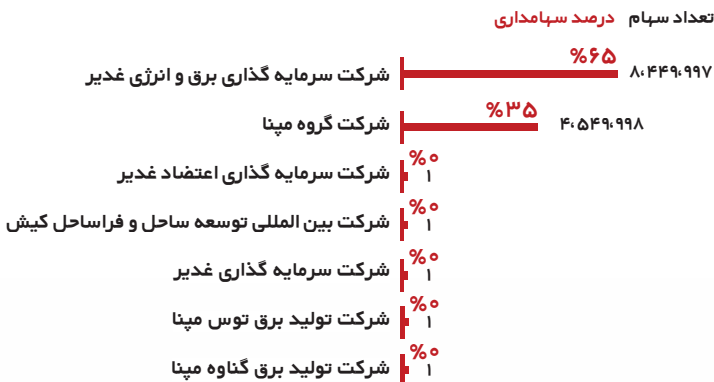 درصد سهامداری تعداد سهام
شرکت سرمایه گذاری برق و انرژی غدیر %۶۵ ۸،۴۴۹،۹۹۷
شرکت گروه مپنا %۳۵ ۴،۵۴۹،۹۹۸
شرکت سرمایه گذاری اعتضاد غدیر %۰ ۱
شرکت بین المللی توسعه ساحل و فراساحل کیش %۰ ۱
شرکت سرمایه گذاری غدیر %۰ ۱
شرکت تولید برق توس مپنا %۰ ۱
شرکت تولید برق گناوه مپنا %۰ ۱